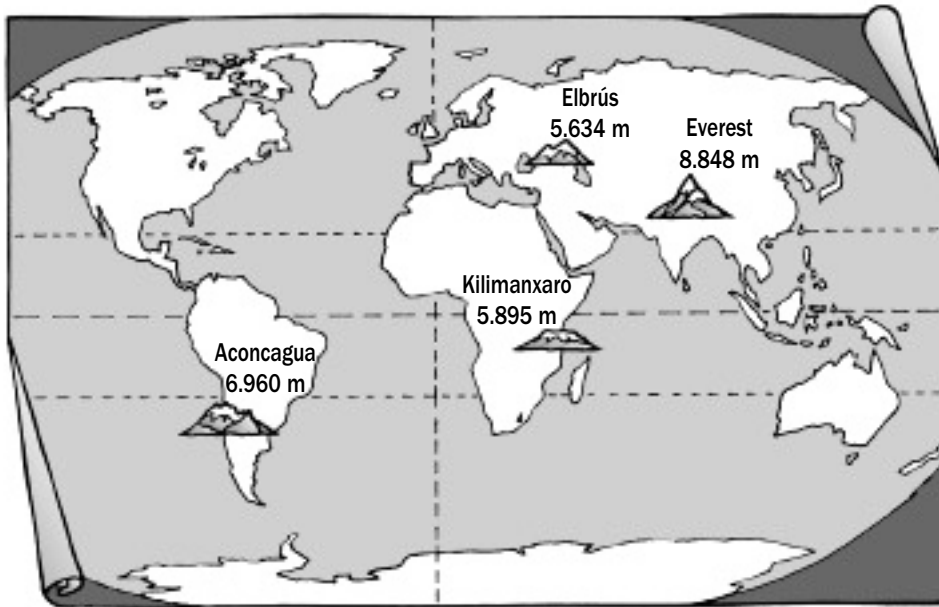 Elbrús
5.634 m
Everest
8.848 m
Kilimanxaro
5.895 m
Aconcagua
6.960 m